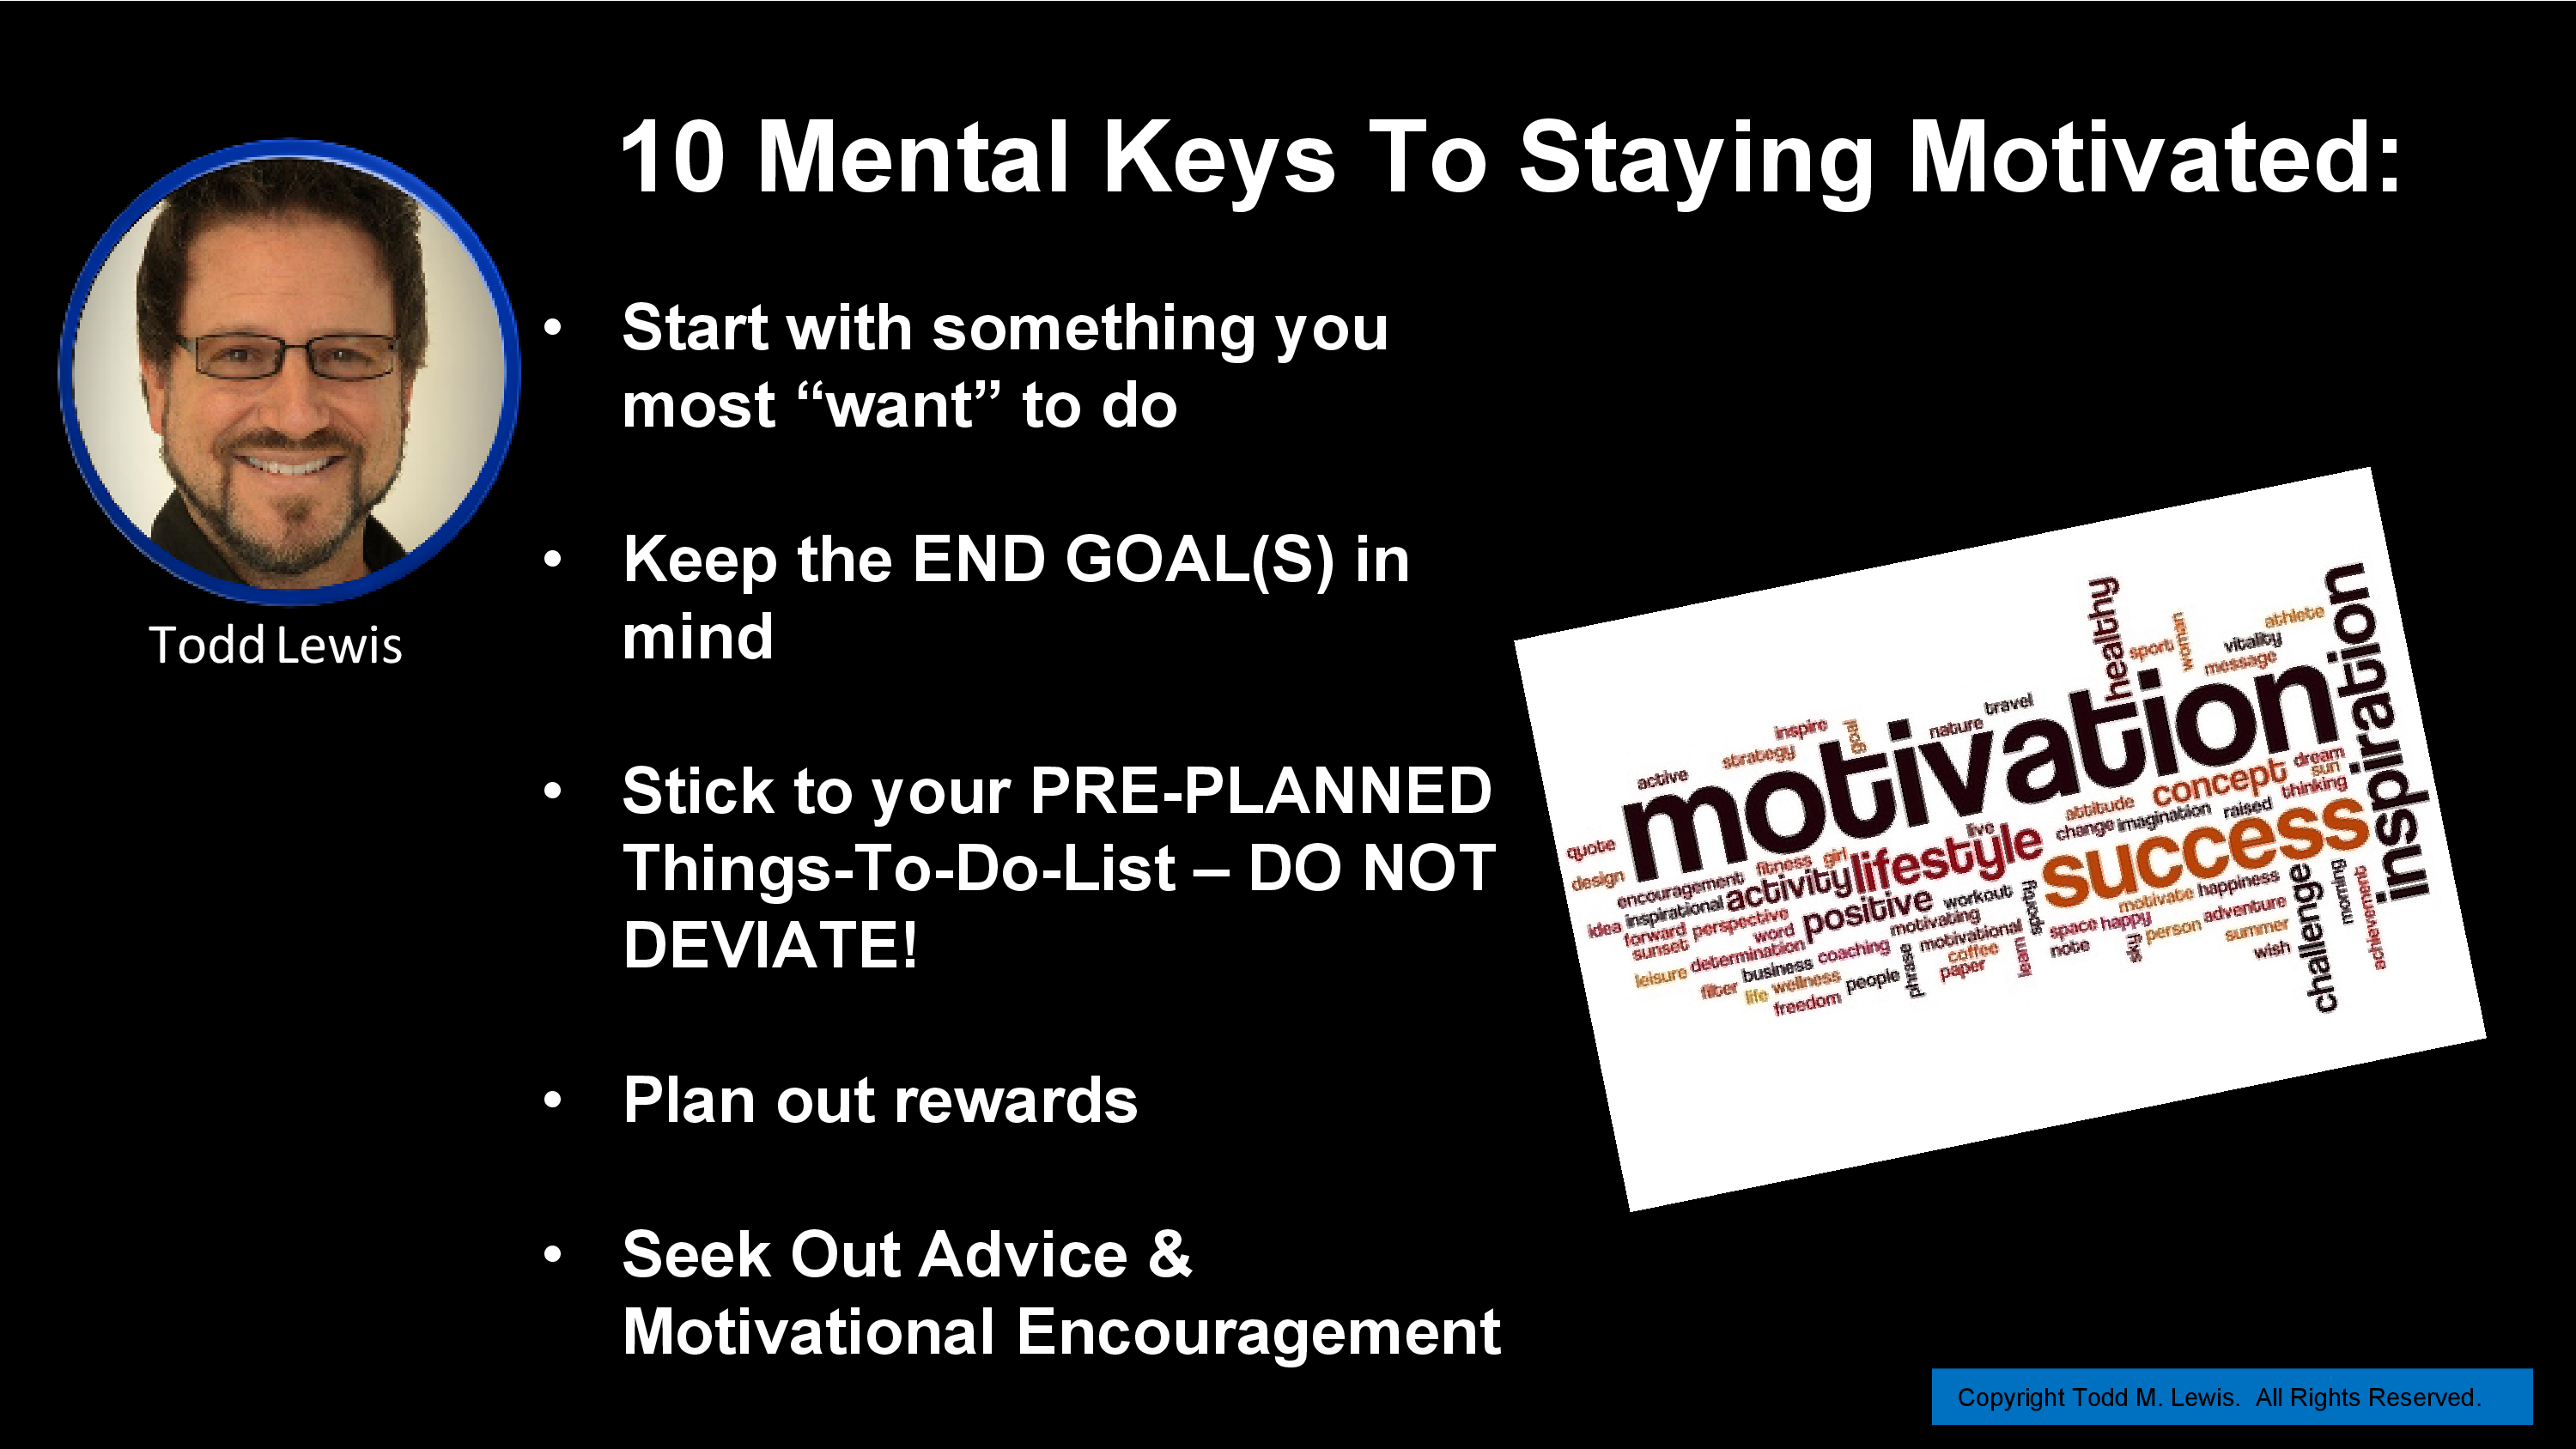 10 Mental Keys To Staying Motivated:
Todd Lewis
• Start with something you
most “want” to do
• Keep the END GOAL(S) in
mind
• Stick to your PRE-PLANNED
Things-To-Do-List – DO NOT
DEVIATE!
• Plan out rewards
• Seek Out Advice &
Motivational Encouragement
healthy
sport
woman
athlete
vitality
message
inspiration
motivation
travel
nature
inspire
goal
strategy
active
quote
design
dream
sun
concept
thinking
attitude
raised
imagination
change
live
lifestyle
success
fitness
girl
encouragement
activity
inspirational
idea
forward
perspective
sunset
word
positive
workout
sporty
motivate
happiness
challenge
morning
achievement
motivating
determination
leisure
business
coaching
motivational
space
happy
adventure
person
summer
sky
note
wish
coffee
learn
paper
phrase
people
filter
life
wellness
freedom
Copyright Todd M. Lewis.  All Rights Reserved.